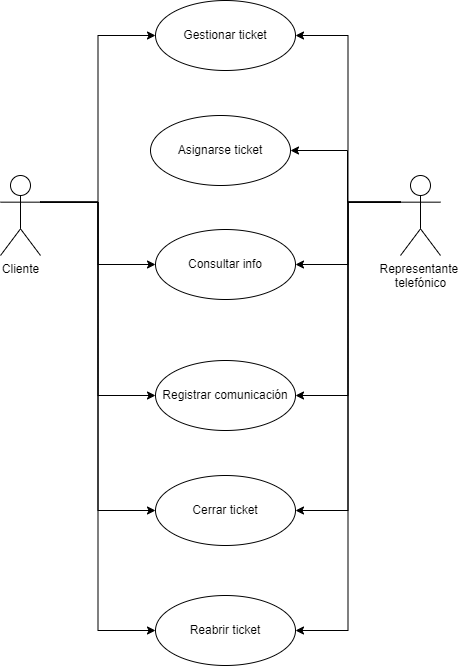 Gestionar ticket
Asignarse ticket
Cliente
Consultar info
Representante
telefónico
Registrar comunicación
Cerrar ticket
Reabrir ticket